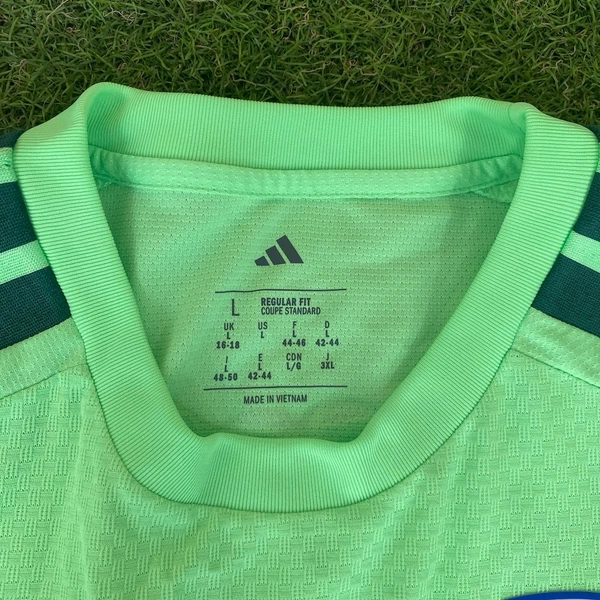 L REGULAR FIT
COUPE STANDARD
UK US F D
L L L L
16-18 44-46 42-44
I E CDN J
L L L/G 3XL
48-50 42-44
MADE IN VIETNAM